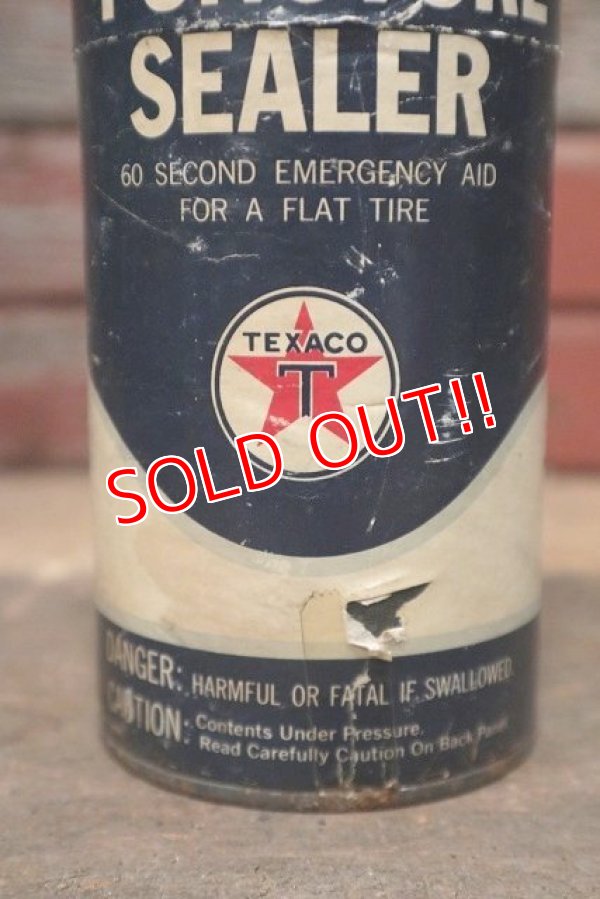 SEALER
60 SECOND EMERGENCY AID
FOR A FLAT TIRE
TEXACO
T
SOLD OUT!!
DANGER: HARMFUL OR FATAL IF SWALLOWED.
CAUTION: Contents Under Pressure.
Read Carefully Caution On Back Panel